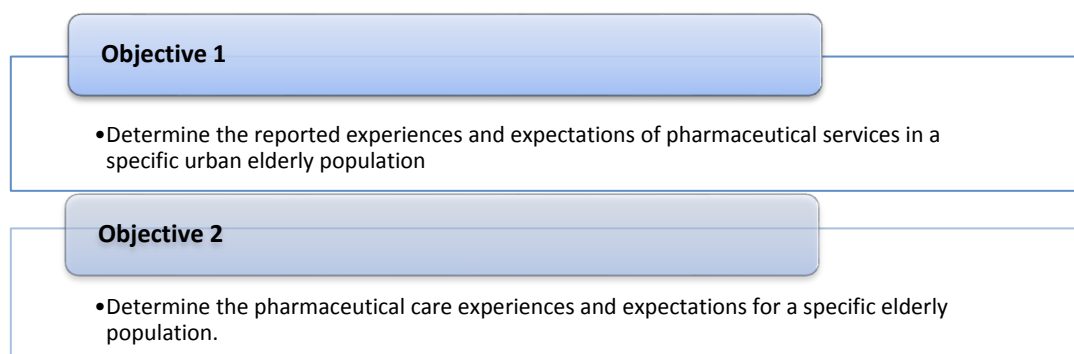 Objective 1
•Determine the reported experiences and expectations of pharmaceutical services in a
specific urban elderly population
Objective 2
•Determine the pharmaceutical care experiences and expectations for a specific elderly
population.